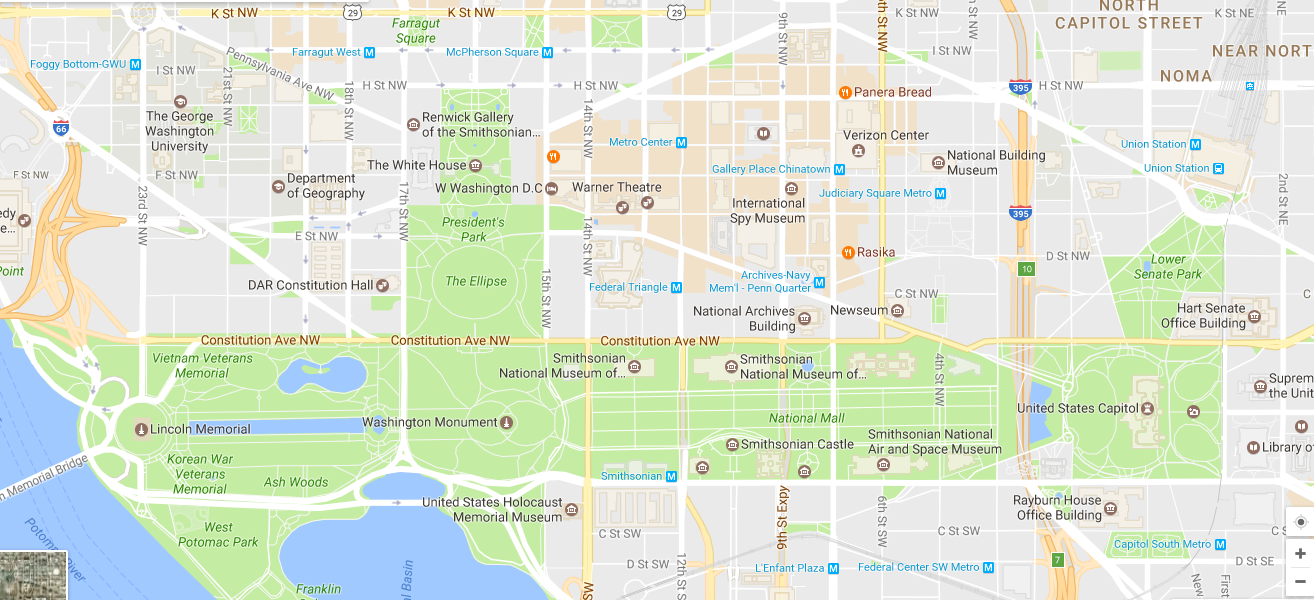 K St NW
29
K St NW
29
K St NW
K St NE
NE
NORTH
CAPITOL STREET
Farragut
Square
9th St NW
th St NW
St NW
Farragut West M
McPherson Square M
I St NW
NEAR NORT
Foggy Bottom-GWU M
I St NW
Pennsylvania Ave NW
21st St NW
18th St NW
H St NW
H St NW
14th St NW
NOMA
395
H St NW
Panera Bread
The George
Washington
University
66
Renwick Gallery
of the Smithsonian...
Metro Center M
Verizon Center
Union Station M
Union Station
National Building
Museum
The White House
Gallery Place Chinatown M
F St NW
F St NW
Department
of Geography
W Washington D.C
Warner Theatre
Judiciary Square Metro M
International
Spy Museum
395
2nd St NE
23rd St NW
17th St NW
edy
e...
President's
Park
E St NW
14th St NW
Rasika
D St NW
Lower
Senate Park
10
Point
The Ellipse
15th St NW
DAR Constitution Hall
Federal Triangle M
Archives-Navy
Mem'l - Penn Quarter M
C St NW
National Archives
Building
Newseum
Hart Senate
Office Building
Constitution Ave NW
Constitution Ave NW
Constitution Ave NW
Vietnam Veterans
Memorial
Smithsonian
National Museum of...
Smithsonian
National Museum of...
4th St NW
Suprem
the Unit
United States Capitol
Lincoln Memorial
Washington Monument
National Mall
Smithsonian Castle
Smithsonian National
Air and Space Museum
Library o
Korean War
Veterans
Memorial
Ash Woods
Smithsonian M
n Memorial Bridge
United States Holocaust
Memorial Museum
9th St Expy
6th St SW
Rayburn House
Office Building
West
Potomac Park
Potomac River
C St SW
C St SW
Capitol South Metro M
D St SW
7
D St SE
12th St S
L'Enfant Plaza M
Federal Center SW Metro M
Franklin
al Basin
SW
New
First
+
−